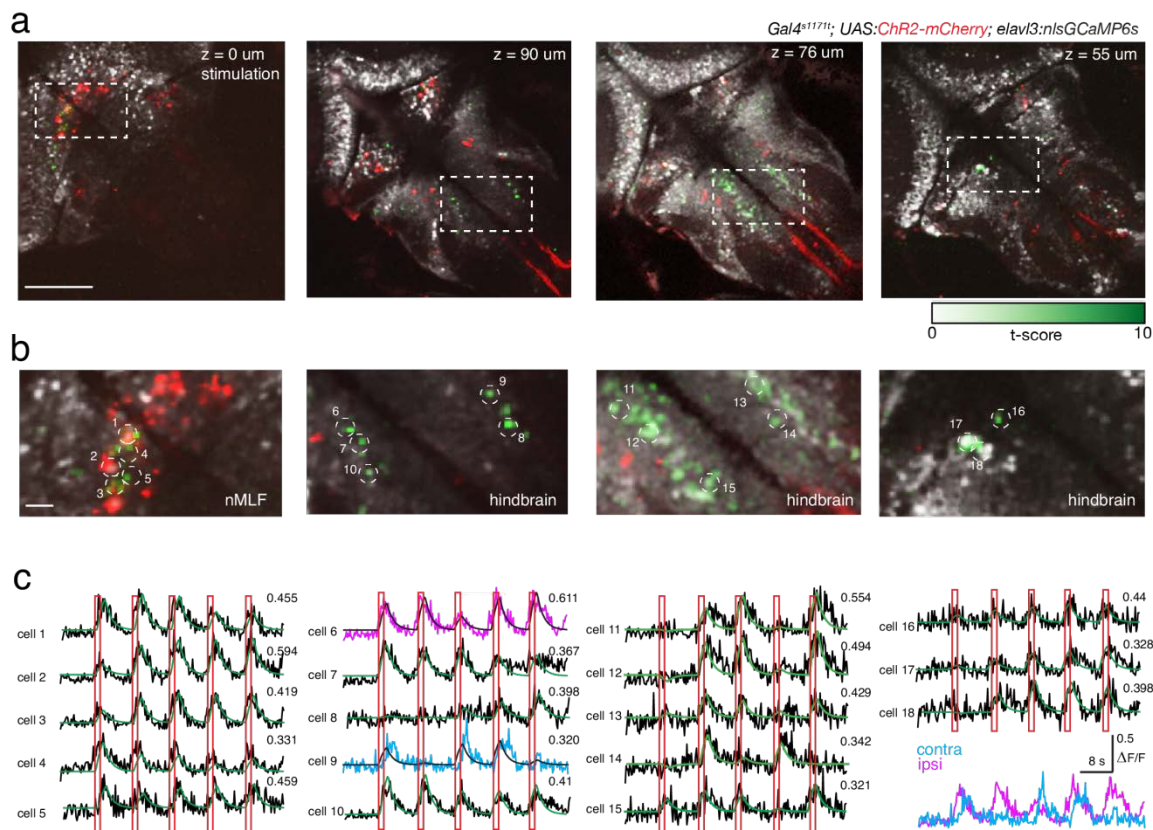 a
Gal4s1171t; UAS:ChR2-mCherry; elavl3:nlsGCaMP6s
z = 0 um
stimulation
z = 90 um
z = 76 um
z = 55 um
0
10
t-score
b
1
2
3
4
5
nMLF
6
7
8
9
10
hindbrain
11
12
13
14
15
hindbrain
16
17
18
hindbrain
c
cell 1
0.455
cell 2
0.594
cell 3
0.419
cell 4
0.331
cell 5
0.459
cell 6
0.611
cell 7
0.367
cell 8
0.398
cell 9
0.320
cell 10
0.41
cell 11
0.554
cell 12
0.494
cell 13
0.429
cell 14
0.342
cell 15
0.321
cell 16
0.44
cell 17
0.328
cell 18
0.398
contra
ipsi
8 s
0.5
ΔF/F